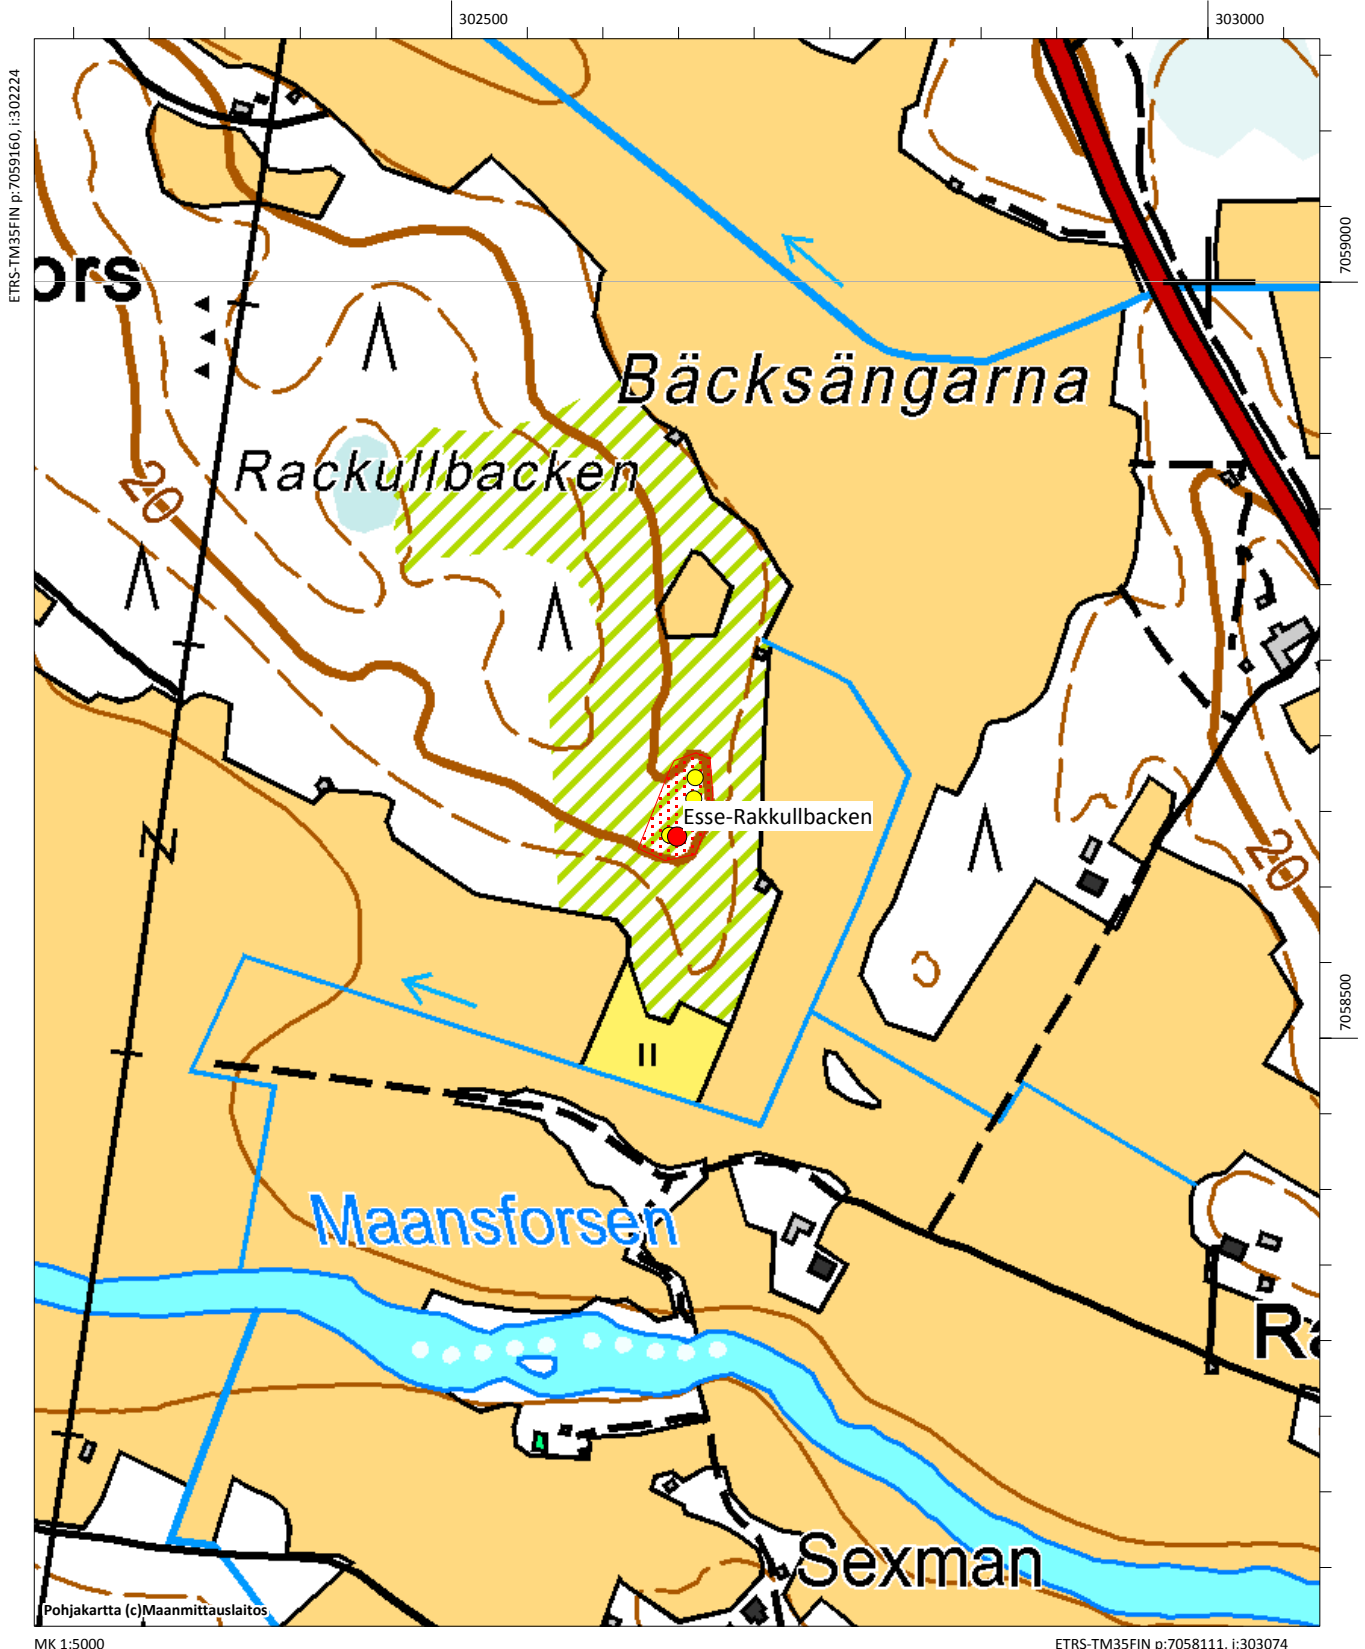 302500
303000
ETRS-TM35FIN p:7059160, i:302224
7059000
ors
Bäcksängarna
Rackullbacken
20
Esse-Rakkullbacken
20
7058500
II
Maansforsen
Ra
Sexman
Pohjakartta (c)Maanmittauslaitos
MK 1:5000
ETRS-TM35FIN p:7058111, i:303074